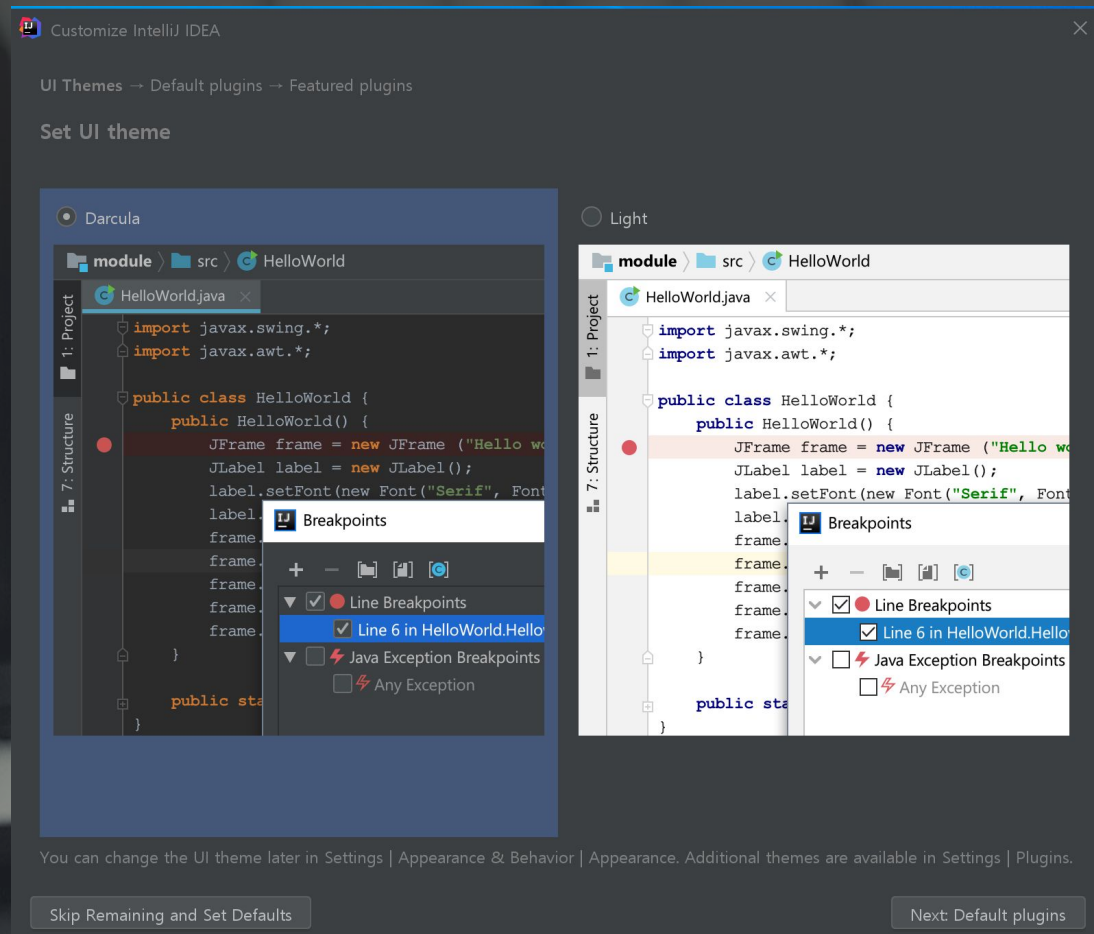 Customize IntelliJ IDEA
UI Themes → Default plugins → Featured plugins
Set UI theme
Darcula
module 〉 src 〉 HelloWorld
HelloWorld.java
1: Project
7: Structure
import javax.swing.*;
import javax.awt.*;
public class HelloWorld {
public HelloWorld() {
JFrame frame = new JFrame ("Hello wo
JLabel label = new JLabel();
label.setFont(new Font("Serif", Font
label.
frame.
frame.
frame.
frame.
frame.
}
public sta
}
Breakpoints
Line Breakpoints
Line 6 in HelloWorld.Hello
Java Exception Breakpoints
Any Exception
Light
module 〉 src 〉 HelloWorld
HelloWorld.java
1: Project
7: Structure
import javax.swing.*;
import javax.awt.*;
public class HelloWorld {
public HelloWorld() {
JFrame frame = new JFrame ("Hello wo
JLabel label = new JLabel();
label.setFont(new Font("Serif", Font
label.
frame.
frame.
frame.
frame.
frame.
}
public sta
}
Breakpoints
Line Breakpoints
Line 6 in HelloWorld.Hello
Java Exception Breakpoints
Any Exception
You can change the UI theme later in Settings | Appearance & Behavior | Appearance. Additional themes are available in Settings | Plugins.
Skip Remaining and Set Defaults
Next: Default plugins